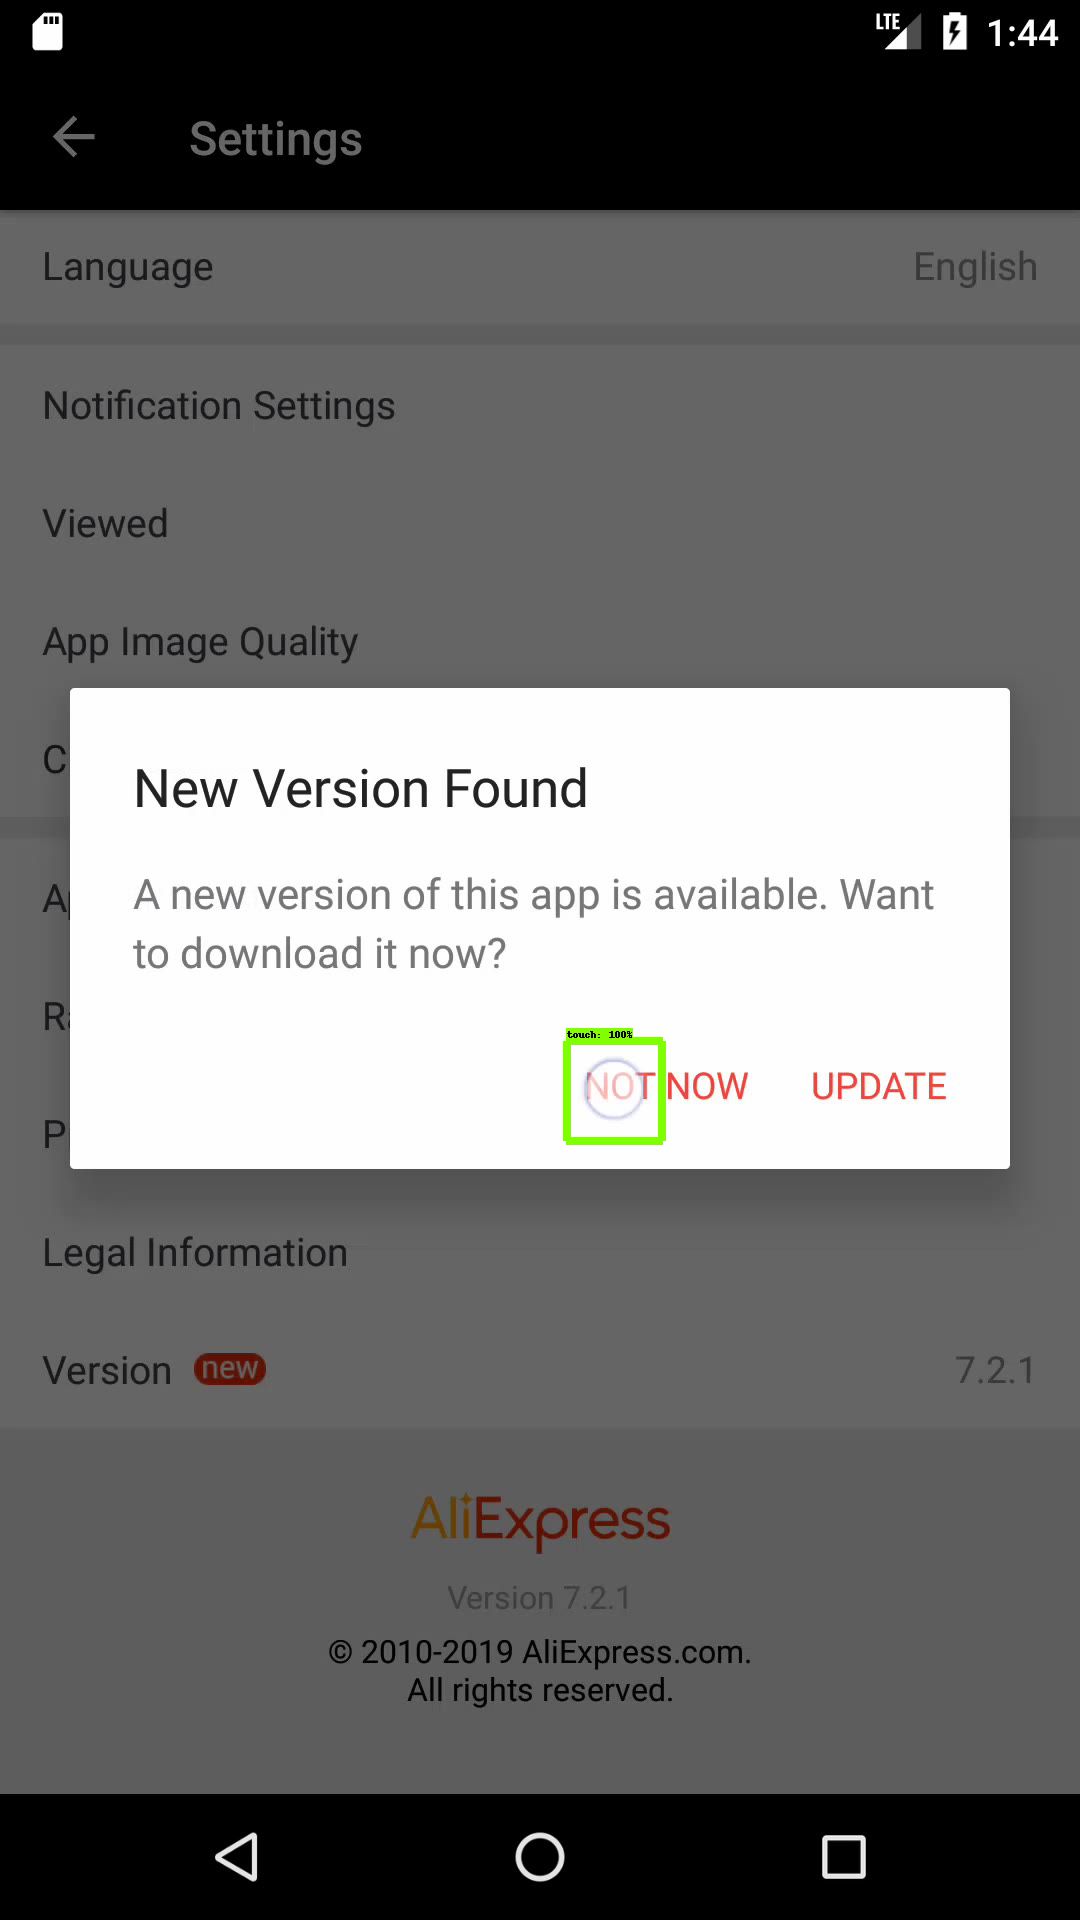 LTE 1:44
Settings
Language English
Notification Settings
Viewed
App Image Quality
C
New Version Found
A new version of this app is available. Want
to download it now?
touch: 100%
NOT NOW UPDATE
P
Legal Information
Version new 7.2.1
AliExpress
Version 7.2.1
© 2010-2019 AliExpress.com.
All rights reserved.